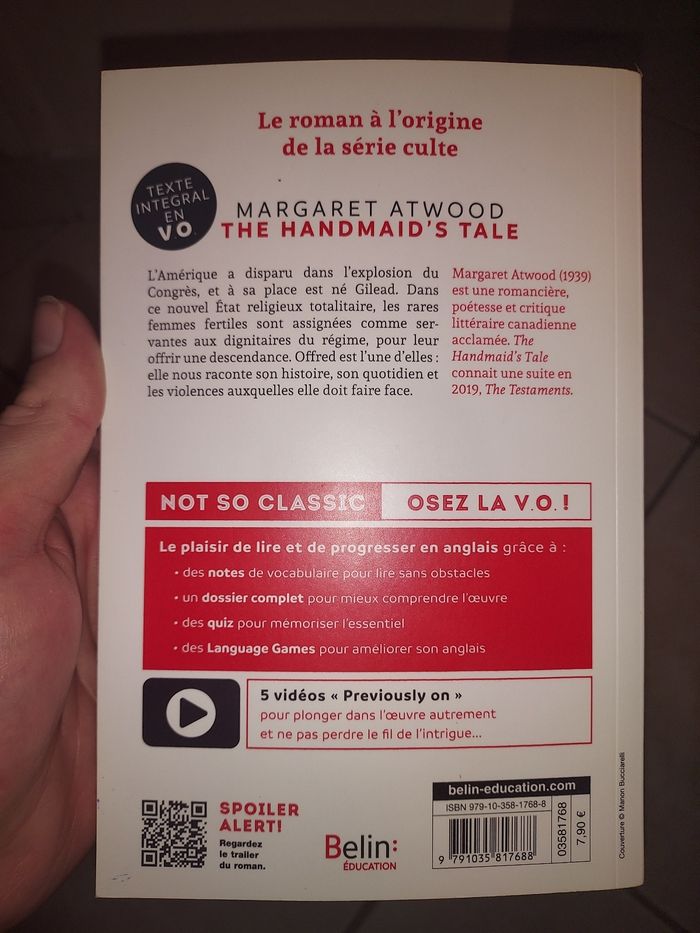 Le roman à l'origine
de la série culte
TEXTE
INTEGRAL
EN
V.O.
MARGARET ATWOOD
THE HANDMAID'S TALE
L'Amérique a disparu dans l'explosion du
Congrès, et à sa place est né Gilead. Dans
ce nouvel État religieux totalitaire, les rares
femmes fertiles sont assignées comme ser-
vantes aux dignitaires du régime, pour leur
offrir une descendance. Offred est l'une d'elles :
elle nous raconte son histoire, son quotidien et
les violences auxquelles elle doit faire face.
Margaret Atwood (1939)
est une romancière,
poétesse et critique
littéraire canadienne
acclamée. The
Handmaid's Tale
connait une suite en
2019, The Testaments.
NOT SO CLASSIC
OSEZ LA V.O. !
Le plaisir de lire et de progresser en anglais grâce à :
• des notes de vocabulaire pour lire sans obstacles
• un dossier complet pour mieux comprendre l'œuvre
• des quiz pour mémoriser l'essentiel
• des Language Games pour améliorer son anglais
5 vidéos « Previously on »
pour plonger dans l'œuvre autrement
et ne pas perdre le fil de l'intrigue...
SPOILER
ALERT!
Regardez
le trailer
du roman.
Belin:
ÉDUCATION
belin-education.com
ISBN 979-10-358-1768-8
9 791035 817688
03581768
7,90 €
Couverture © Manon Bucciarelli